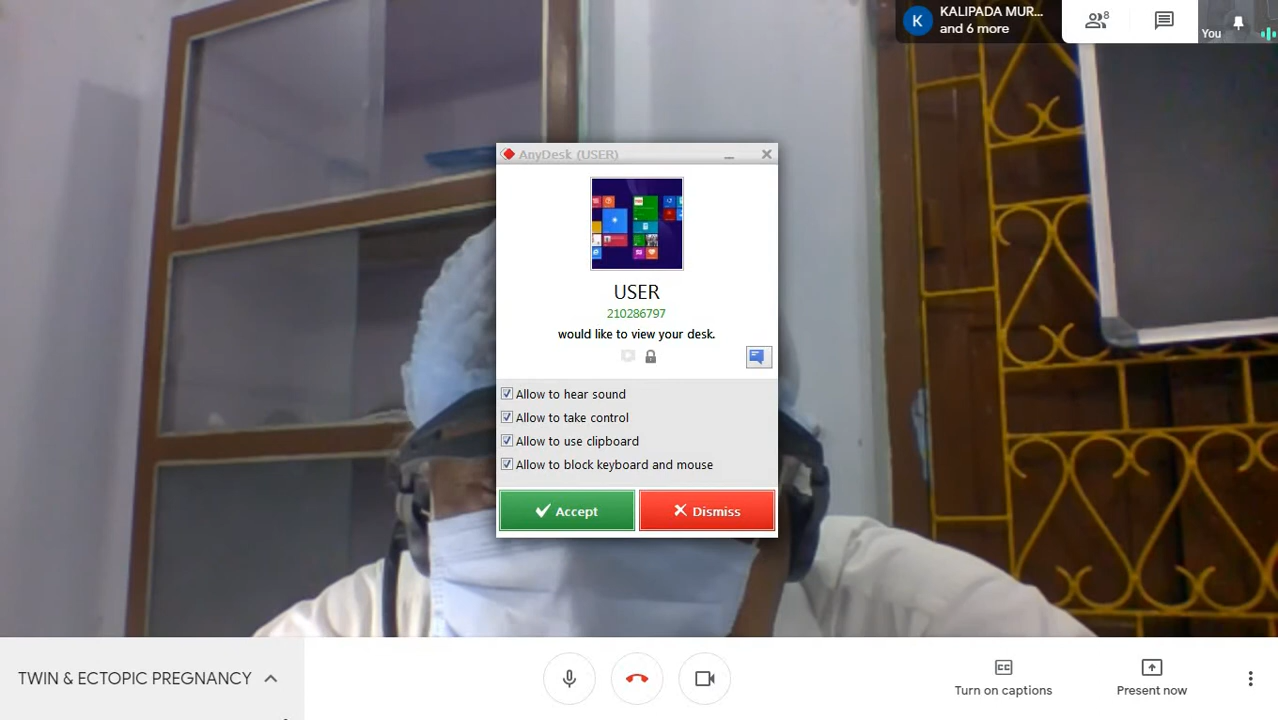 KALIPADA MUR...
and 6 more
K
8
You
AnyDesk (USER)
USER
210286797
would like to view your desk.
Allow to hear sound
Allow to take control
Allow to use clipboard
Allow to block keyboard and mouse
Accept
Dismiss
TWIN & ECTOPIC PREGNANCY
CC
Turn on captions
Present now